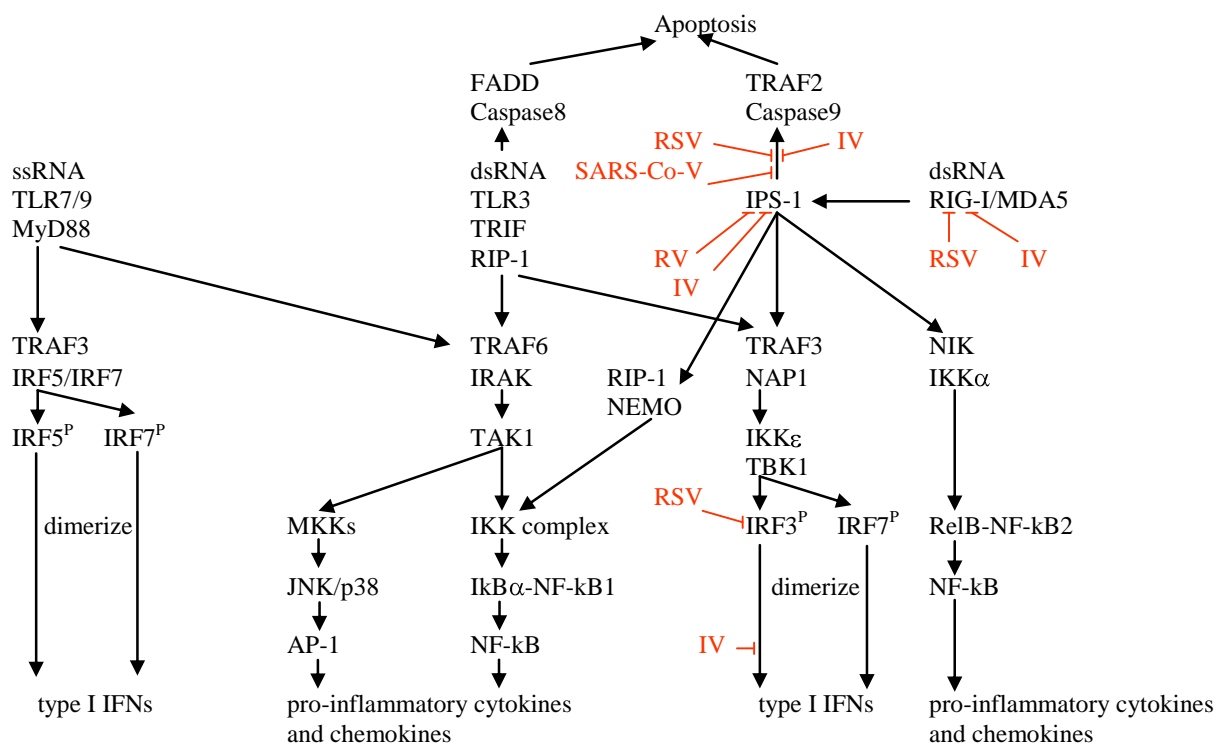 Apoptosis
FADD
Caspase8
TRAF2
Caspase9
RSV
IV
SARS-Co-V
ssRNA
TLR7/9
MyD88
dsRNA
TLR3
TRIF
RIP-1
IPS-1
dsRNA
RIG-I/MDA5
RV
IV
RSV
IV
TRAF3
IRF5/IRF7
TRAF6
IRAK
RIP-1
NEMO
TRAF3
NAP1
NIK
IKKα
IRF5ᴾ
IRF7ᴾ
TAK1
IKKε
TBK1
RSV
dimerize
MKKs
IKK complex
IRF3ᴾ
IRF7ᴾ
RelB-NF-kB2
JNK/p38
IkBα-NF-kB1
dimerize
NF-kB
AP-1
NF-kB
IV
type I IFNs
pro-inflammatory cytokines
and chemokines
type I IFNs
pro-inflammatory cytokines
and chemokines